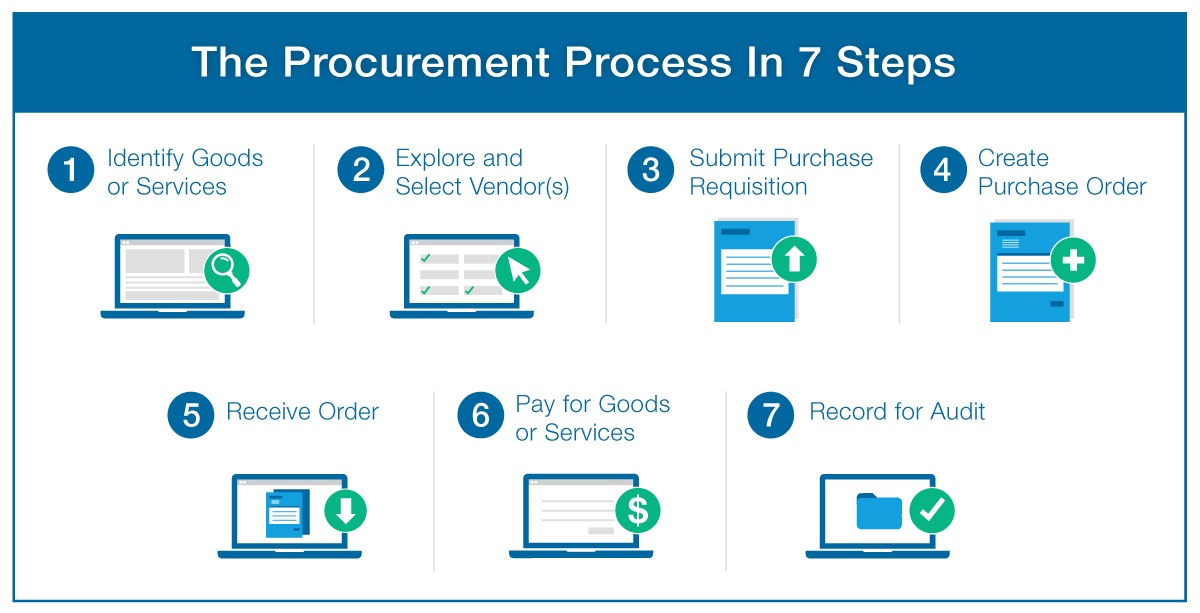 The Procurement Process In 7 Steps
1
Identify Goods
or Services
2
Explore and
Select Vendor(s)
3
Submit Purchase
Requisition
4
Create
Purchase Order
5
Receive Order
6
Pay for Goods
or Services
$
7
Record for Audit